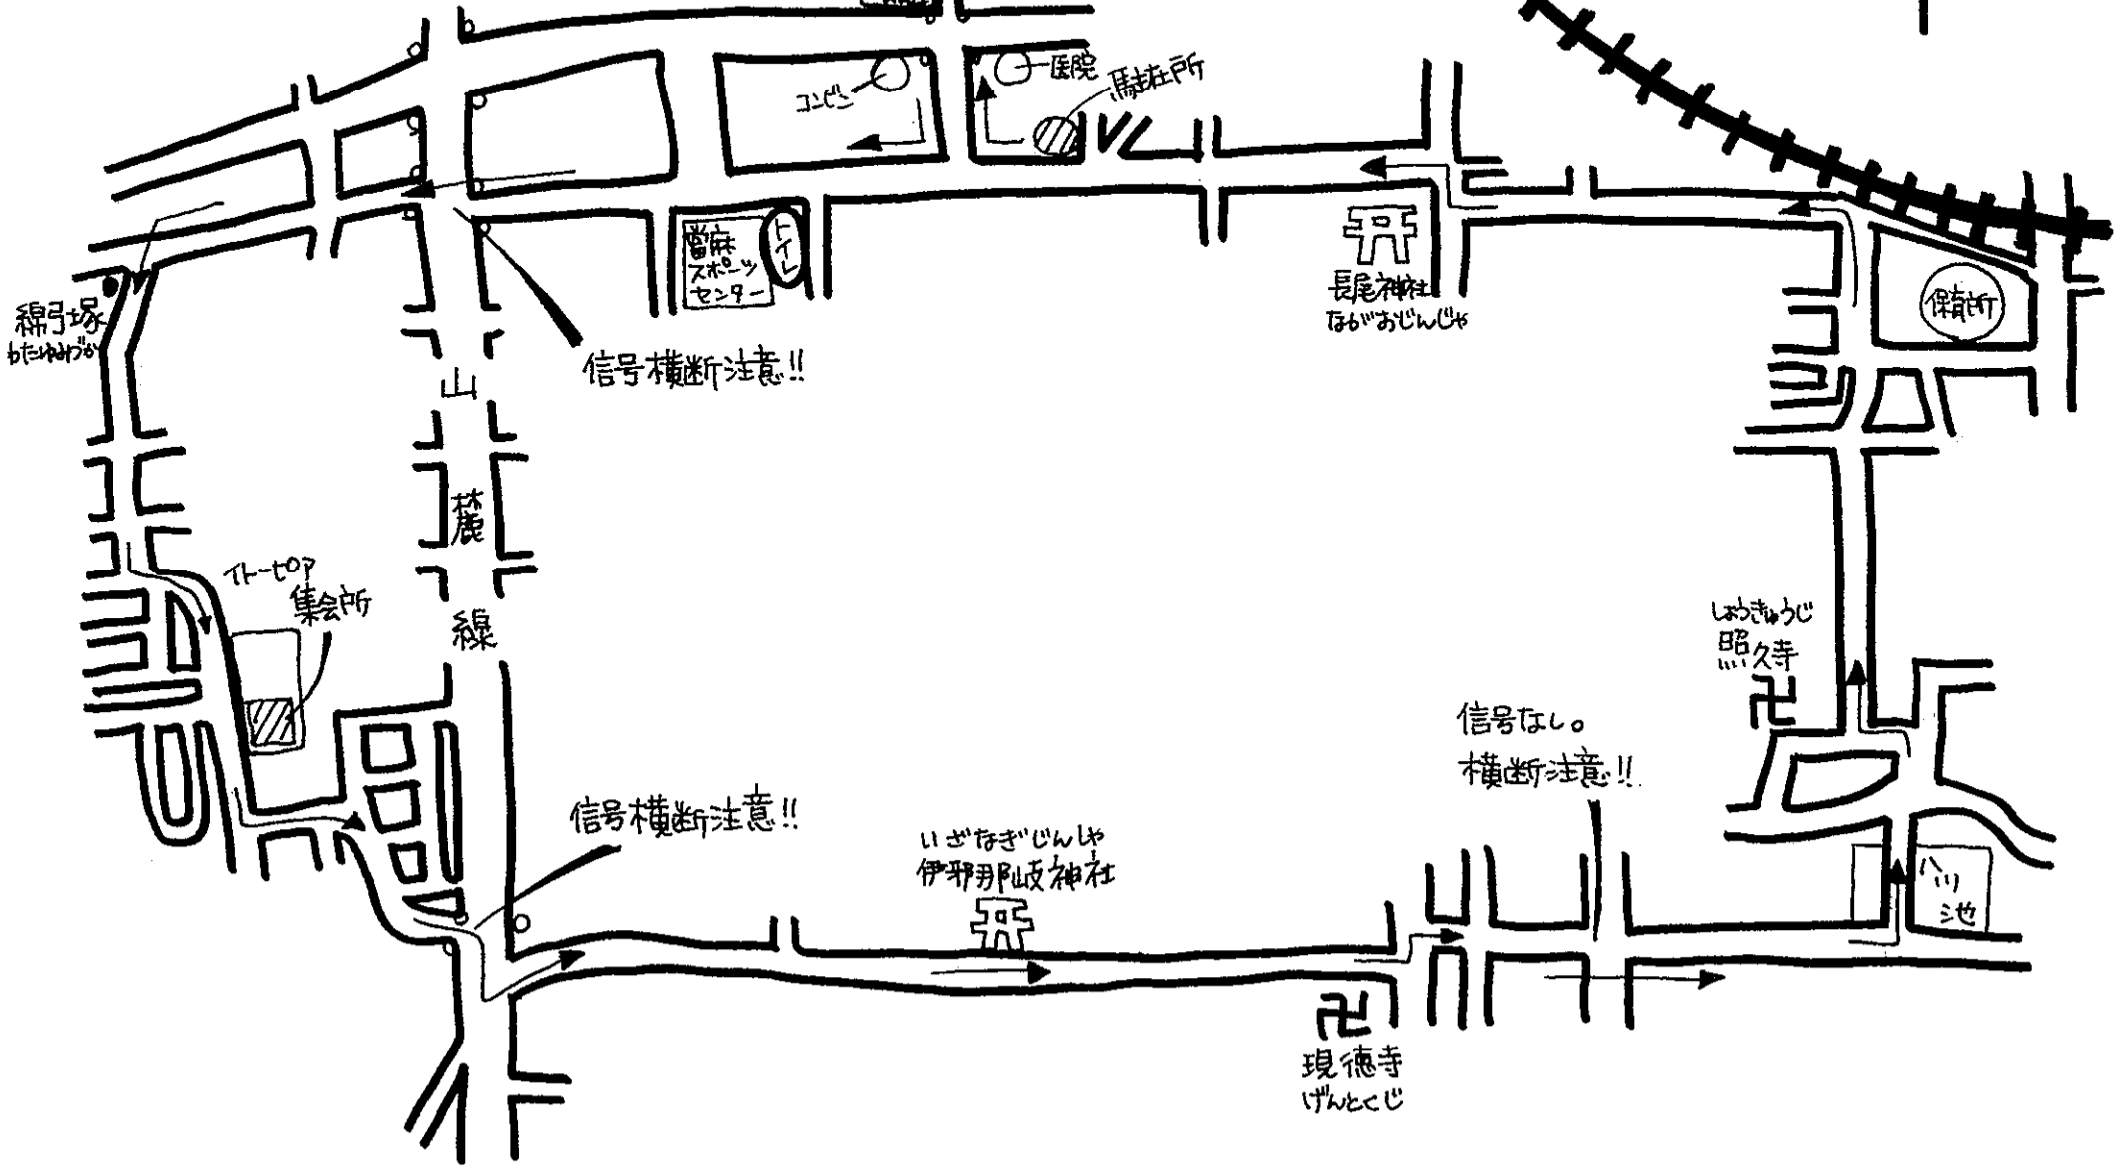 医院
コンビニ
駐在所
當麻
スポーツ
センター
トイレ
長尾神社
ながおじんじゃ
保育所
綿弓塚
わたゆみづか
信号横断注意!!
山
麓
線
イトーピア
集会所
しょうきゅうじ
照久寺
卍
信号なし。
横断注意!!
信号横断注意!!
いざなぎじんじゃ
伊邪那岐神社
八川
池
卍
現徳寺
げんとくじ